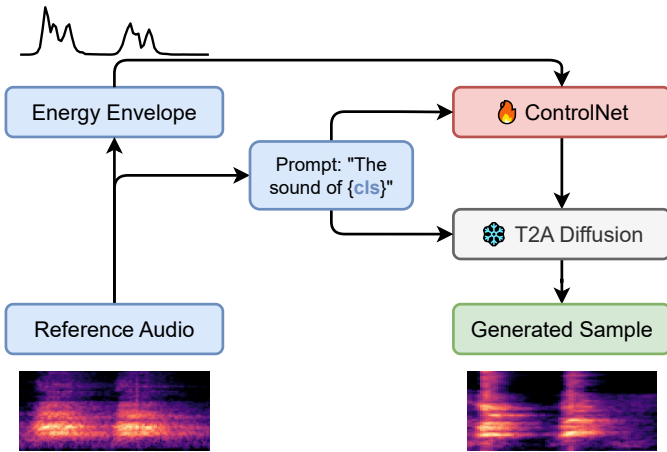 Energy Envelope
ControlNet
Prompt: "The
sound of {cls}"
T2A Diffusion
Reference Audio
Generated Sample